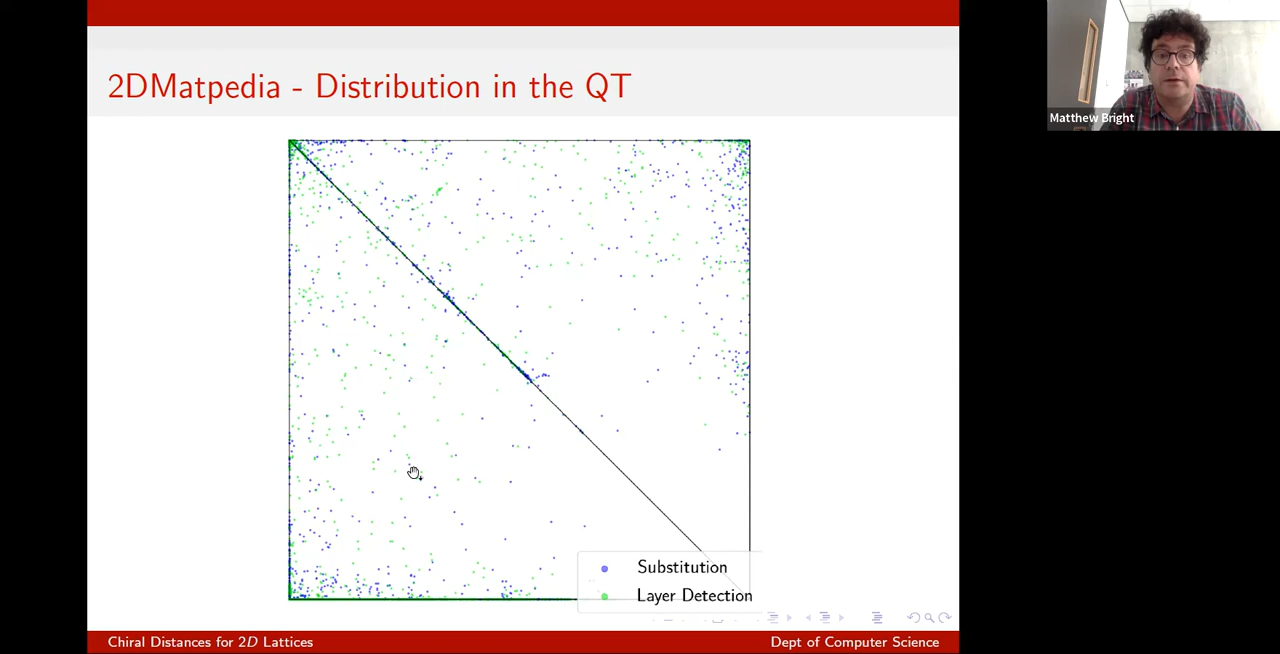 2DMatpedia - Distribution in the QT
Matthew Bright
Substitution
Layer Detection
Chiral Distances for 2D Lattices
Dept of Computer Science